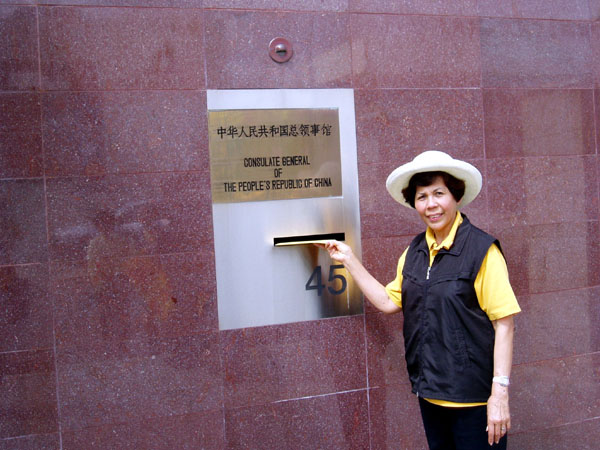 中华人民共和国总领事馆
CONSULATE GENERAL
OF
THE PEOPLE'S REPUBLIC OF CHINA
45